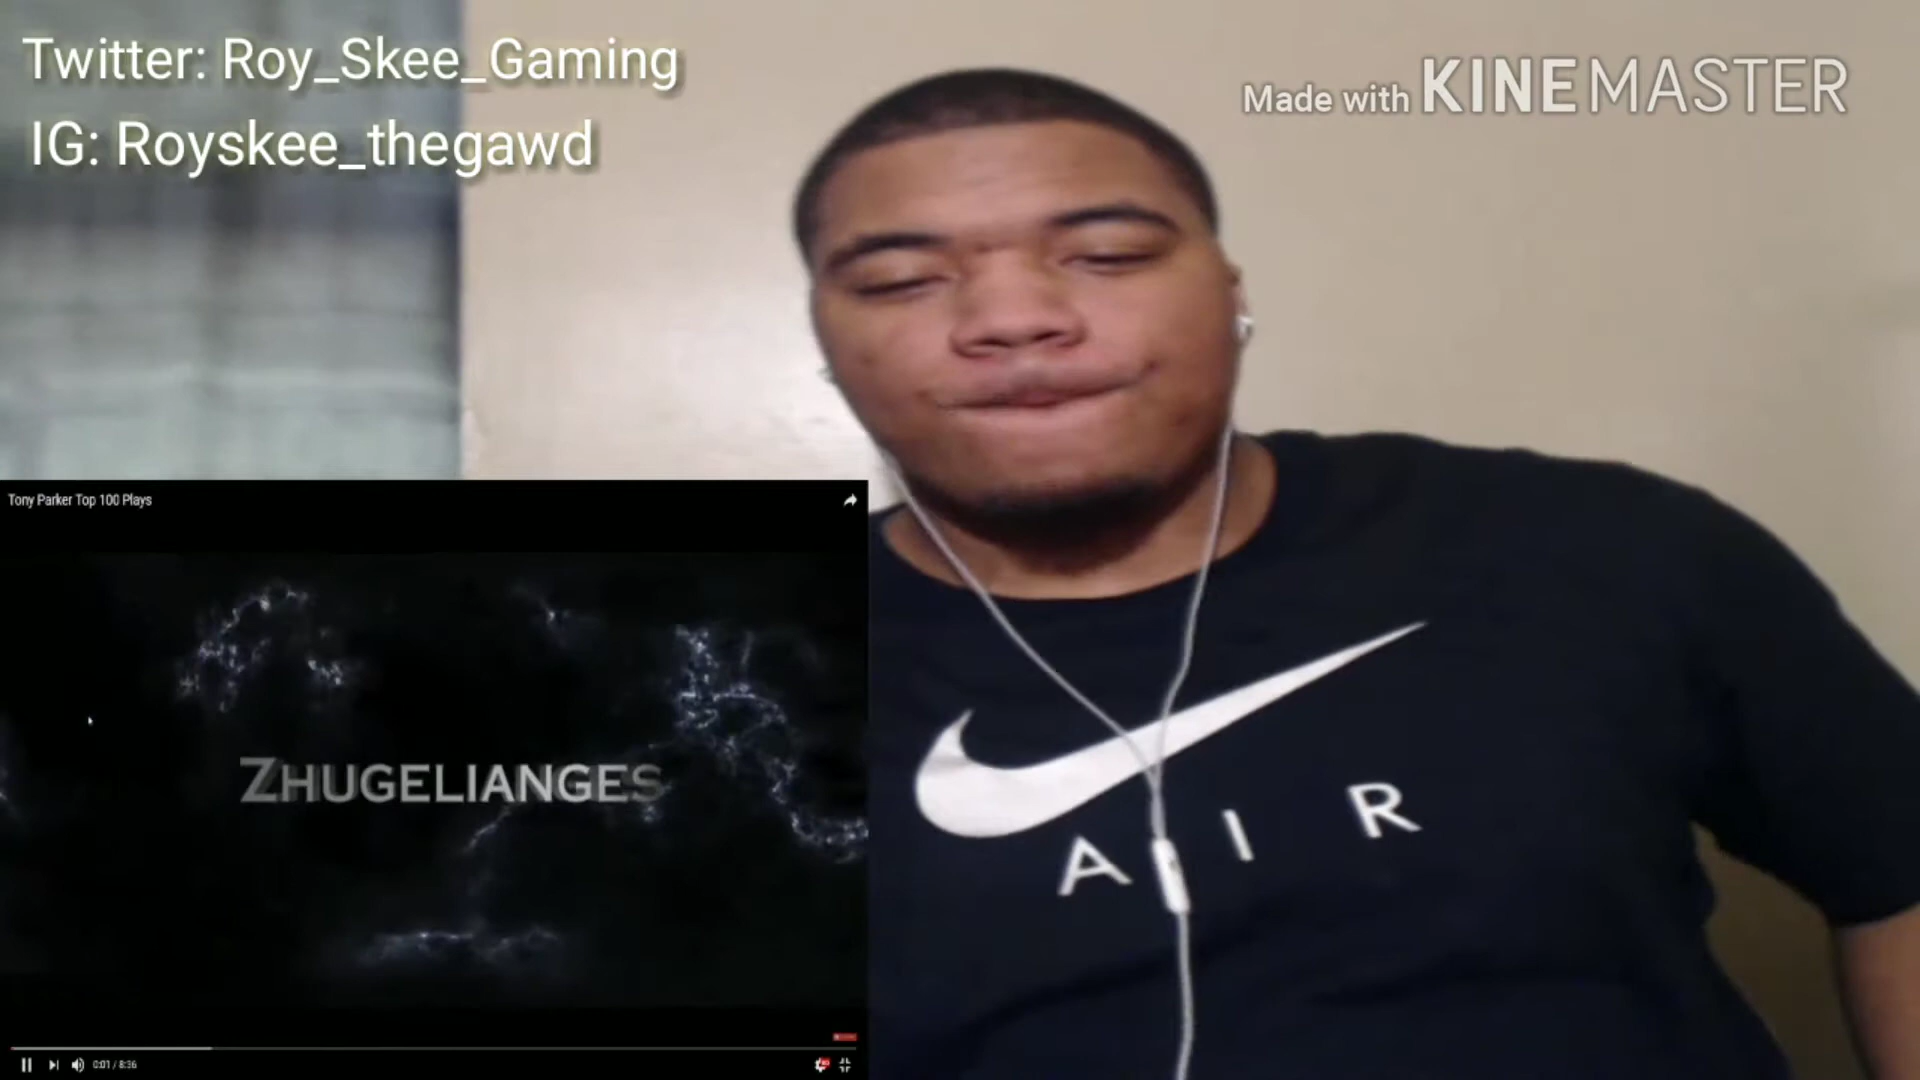 Twitter: Roy_Skee_Gaming
IG: Royskee_thegawd
Made with KINEMASTER
Tony Parker Top 100 Plays
ZHUGELIANGES
AIR
0:01 / 8:36